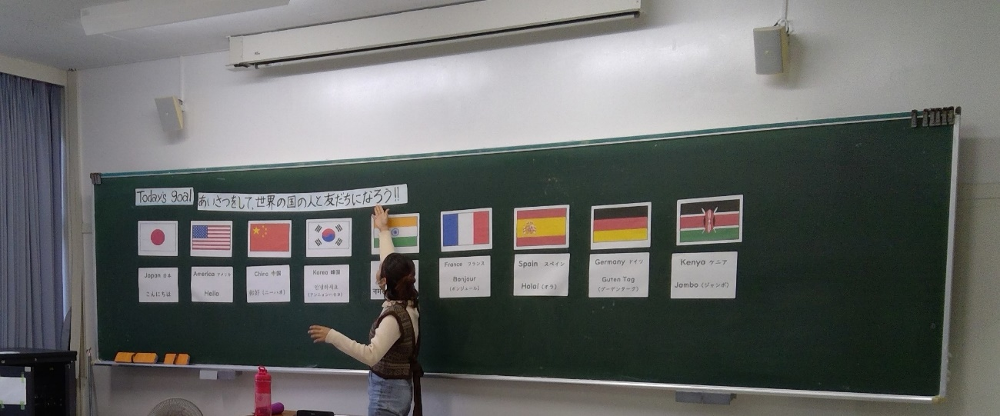 Today's goal
あいさつをして、世界の国の人と友だちになろう!!
Japan 日本
こんにちは
America アメリカ
Hello
China 中国
你好 (ニーハオ)
Korea 韓国
안녕하세요
(アンニョンハセヨ)
France フランス
Bonjour
(ボンジュール)
Spain スペイン
Hola! (オラ)
Germany ドイツ
Guten Tag
(グーテンターク)
Kenya ケニア
Jambo (ジャンボ)